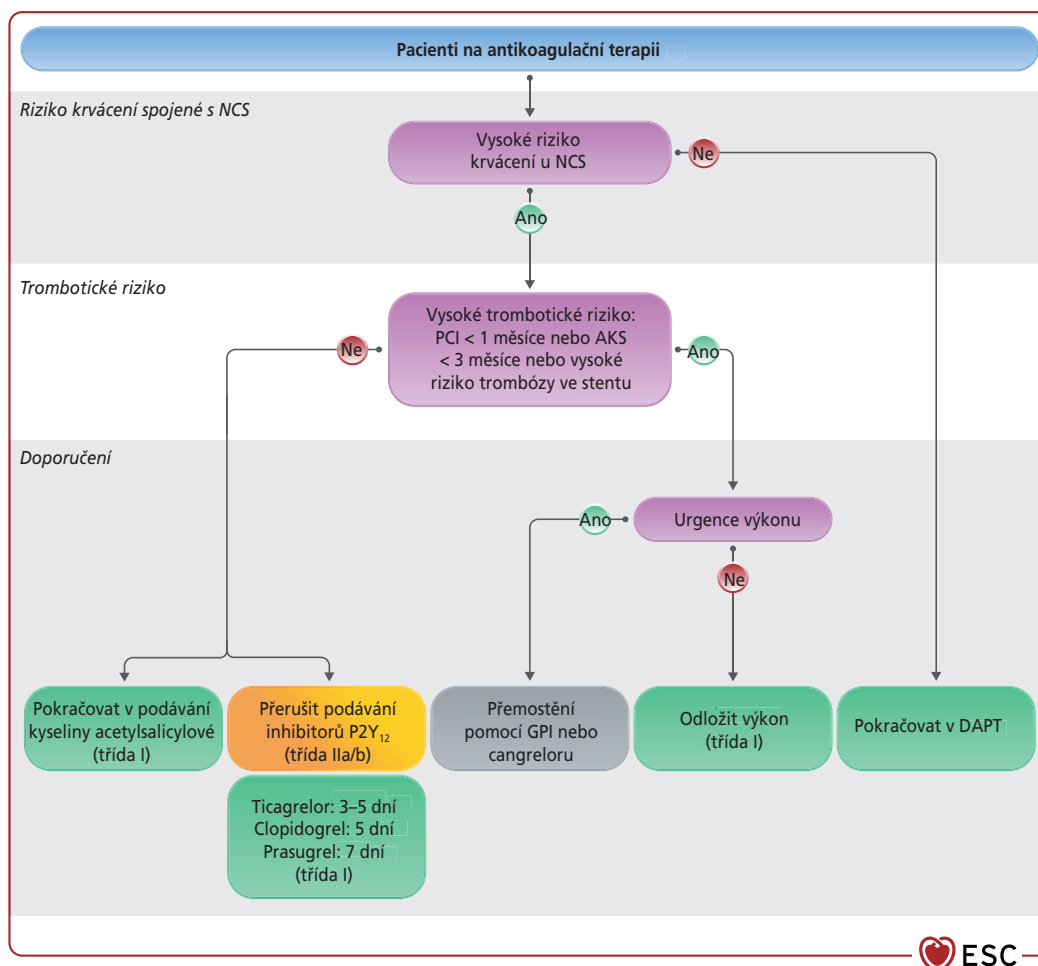 Pacienti na antikoagulační terapii
Riziko krvácení spojené s NCS
Vysoké riziko
krvácení u NCS
Ne
Ano
Trombotické riziko
Vysoké trombotické riziko:
PCI < 1 měsíce nebo AKS
< 3 měsíce nebo vysoké
riziko trombózy ve stentu
Ne
Ano
Doporučení
Urgence výkonu
Ano
Ne
Pokračovat v podávání
kyseliny acetylsalicylové
(třída I)
Přerušit podávání
inhibitorů P2Y₁₂
(třída IIa/b)
Přemostění
pomocí GPI nebo
cangreloru
Odložit výkon
(třída I)
Pokračovat v DAPT
Ticagrelor: 3–5 dní
Clopidogrel: 5 dní
Prasugrel: 7 dní
(třída I)
ESC